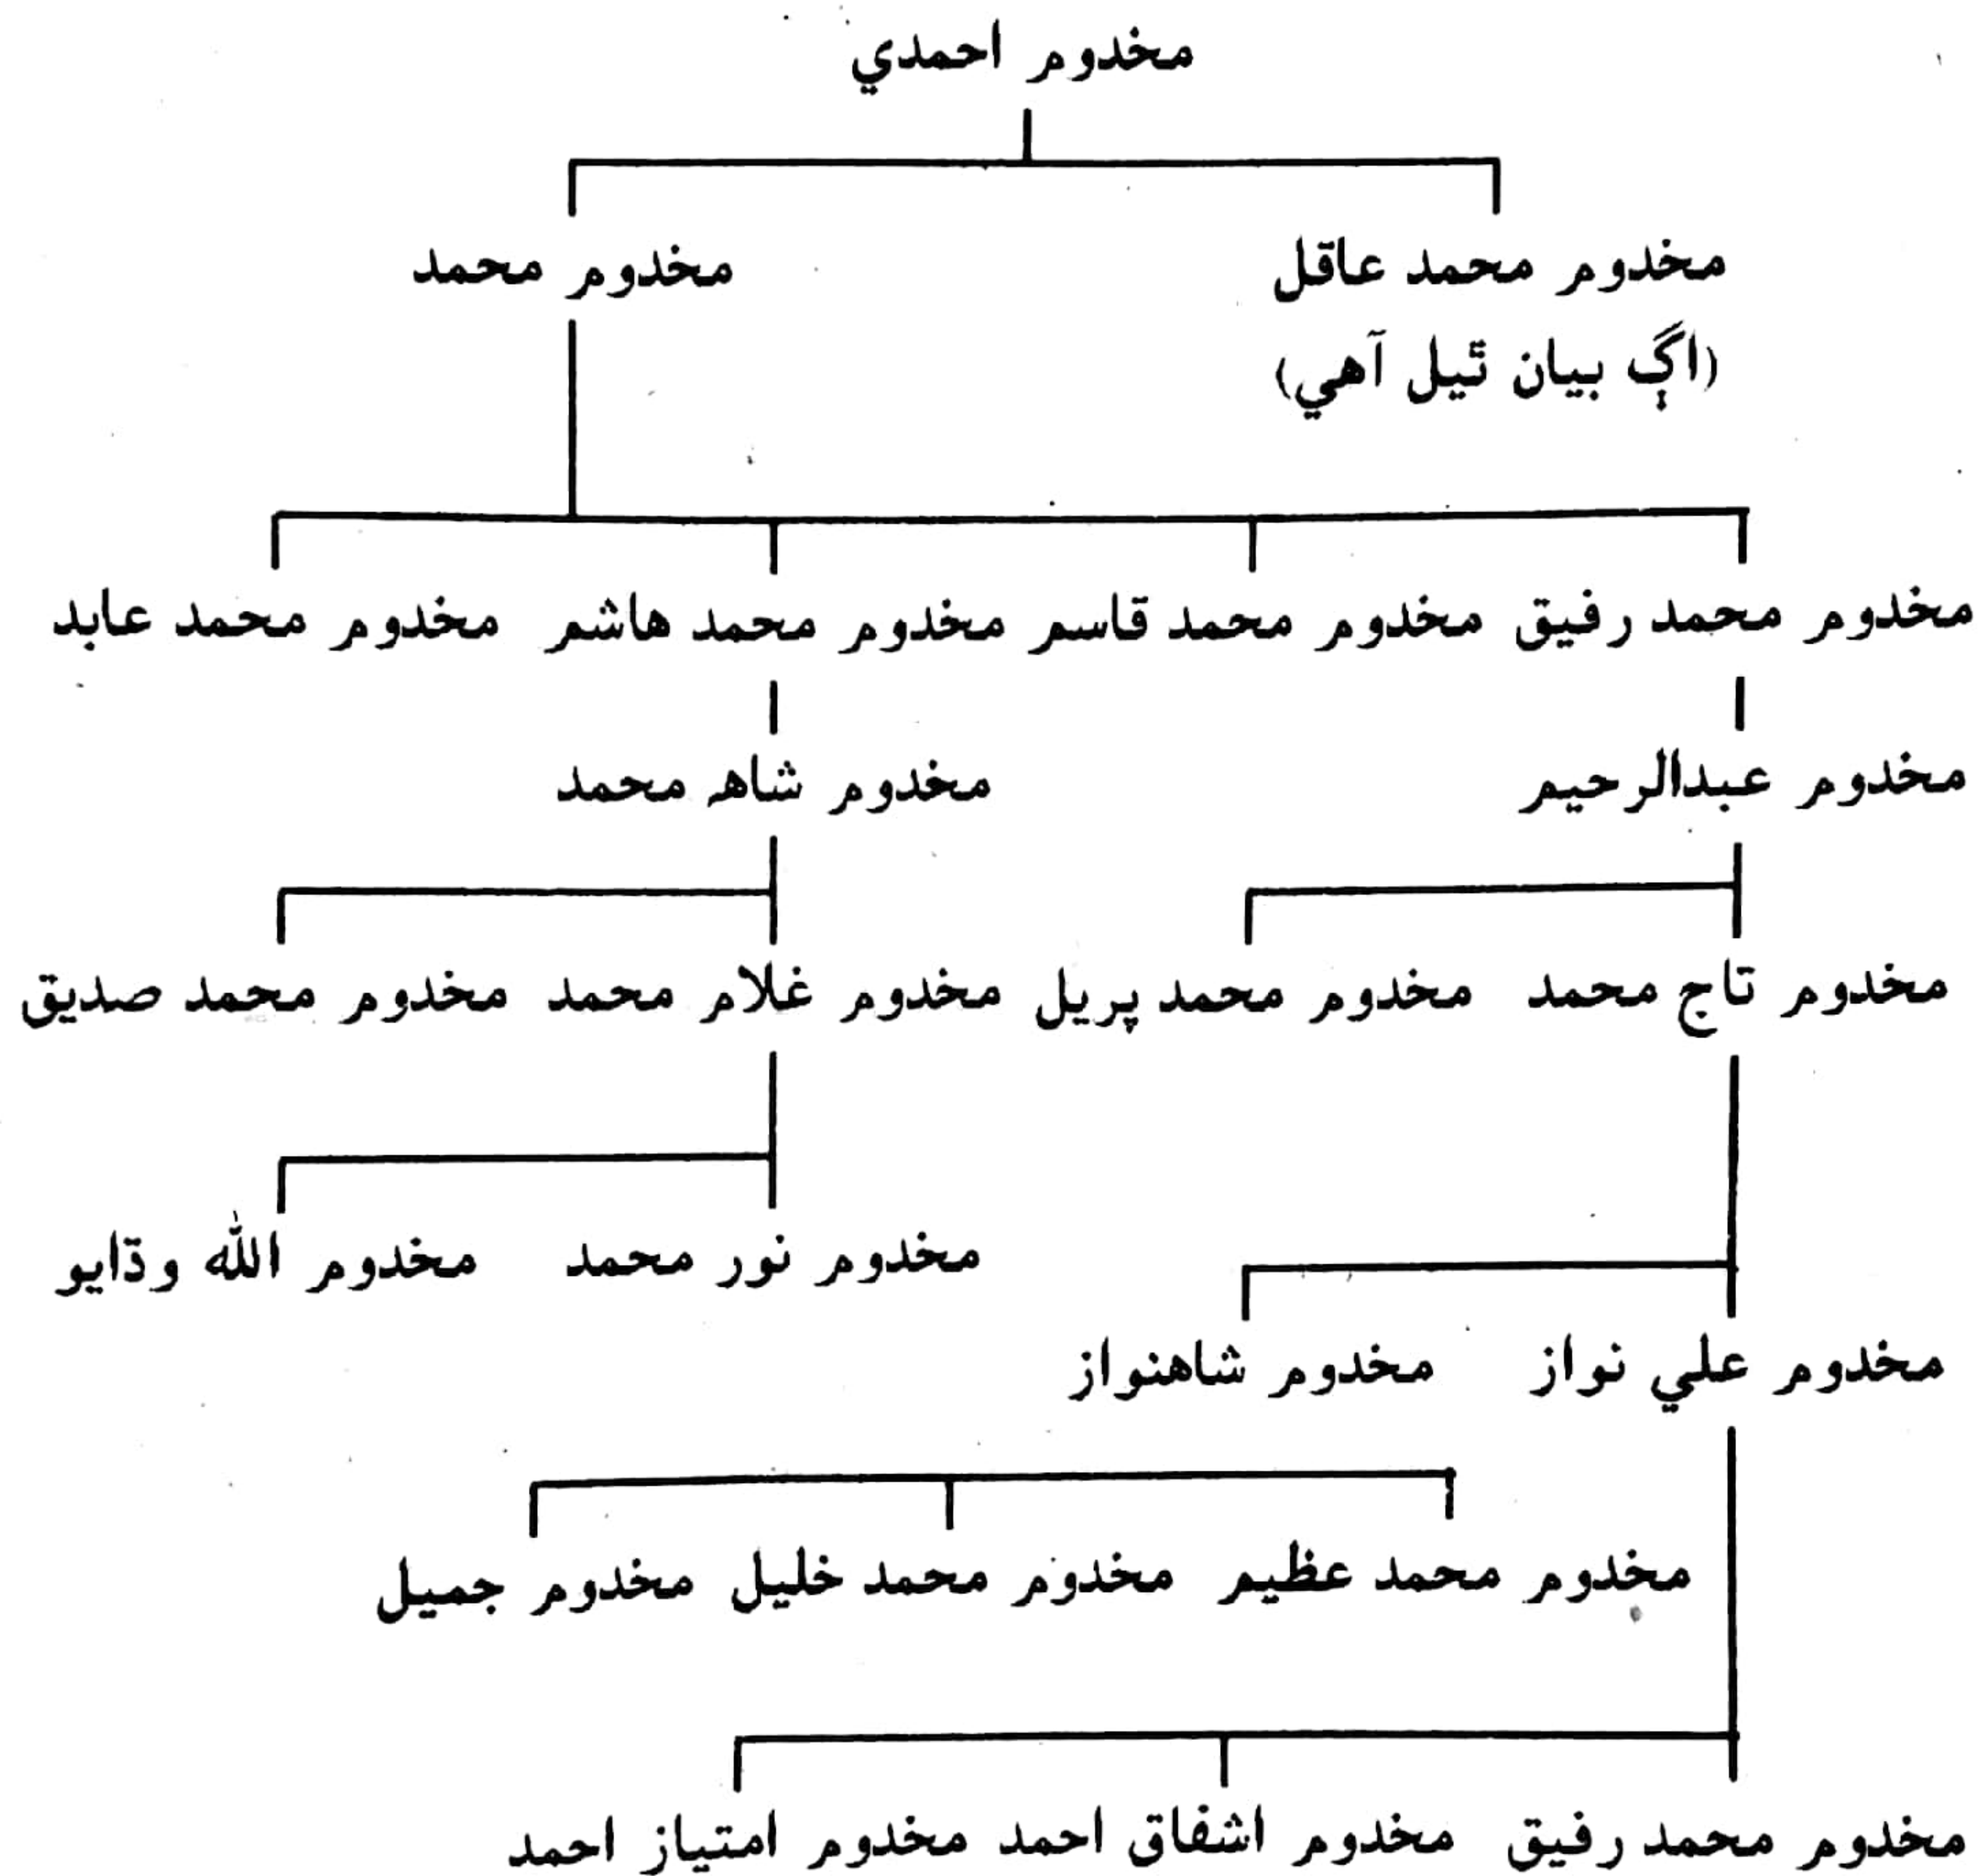 مخدوم احمدي
مخدوم محمد عاقل
مخدوم محمد
(اڳ بيان ٿيل آهي)
مخدوم محمد رفيق مخدوم محمد قاسم مخدوم محمد هاشم مخدوم محمد عابد
مخدوم عبدالرحيم مخدوم شاهہ محمد
مخدوم تاج محمد مخدوم محمد پريل مخدوم غلام محمد مخدوم محمد صديق
مخدوم نور محمد مخدوم الله وڌايو
مخدوم علي نواز مخدوم شاهنواز
مخدوم محمد عظيم مخدوم محمد خليل مخدوم جميل
مخدوم محمد رفيق مخدوم اشفاق احمد مخدوم امتياز احمد